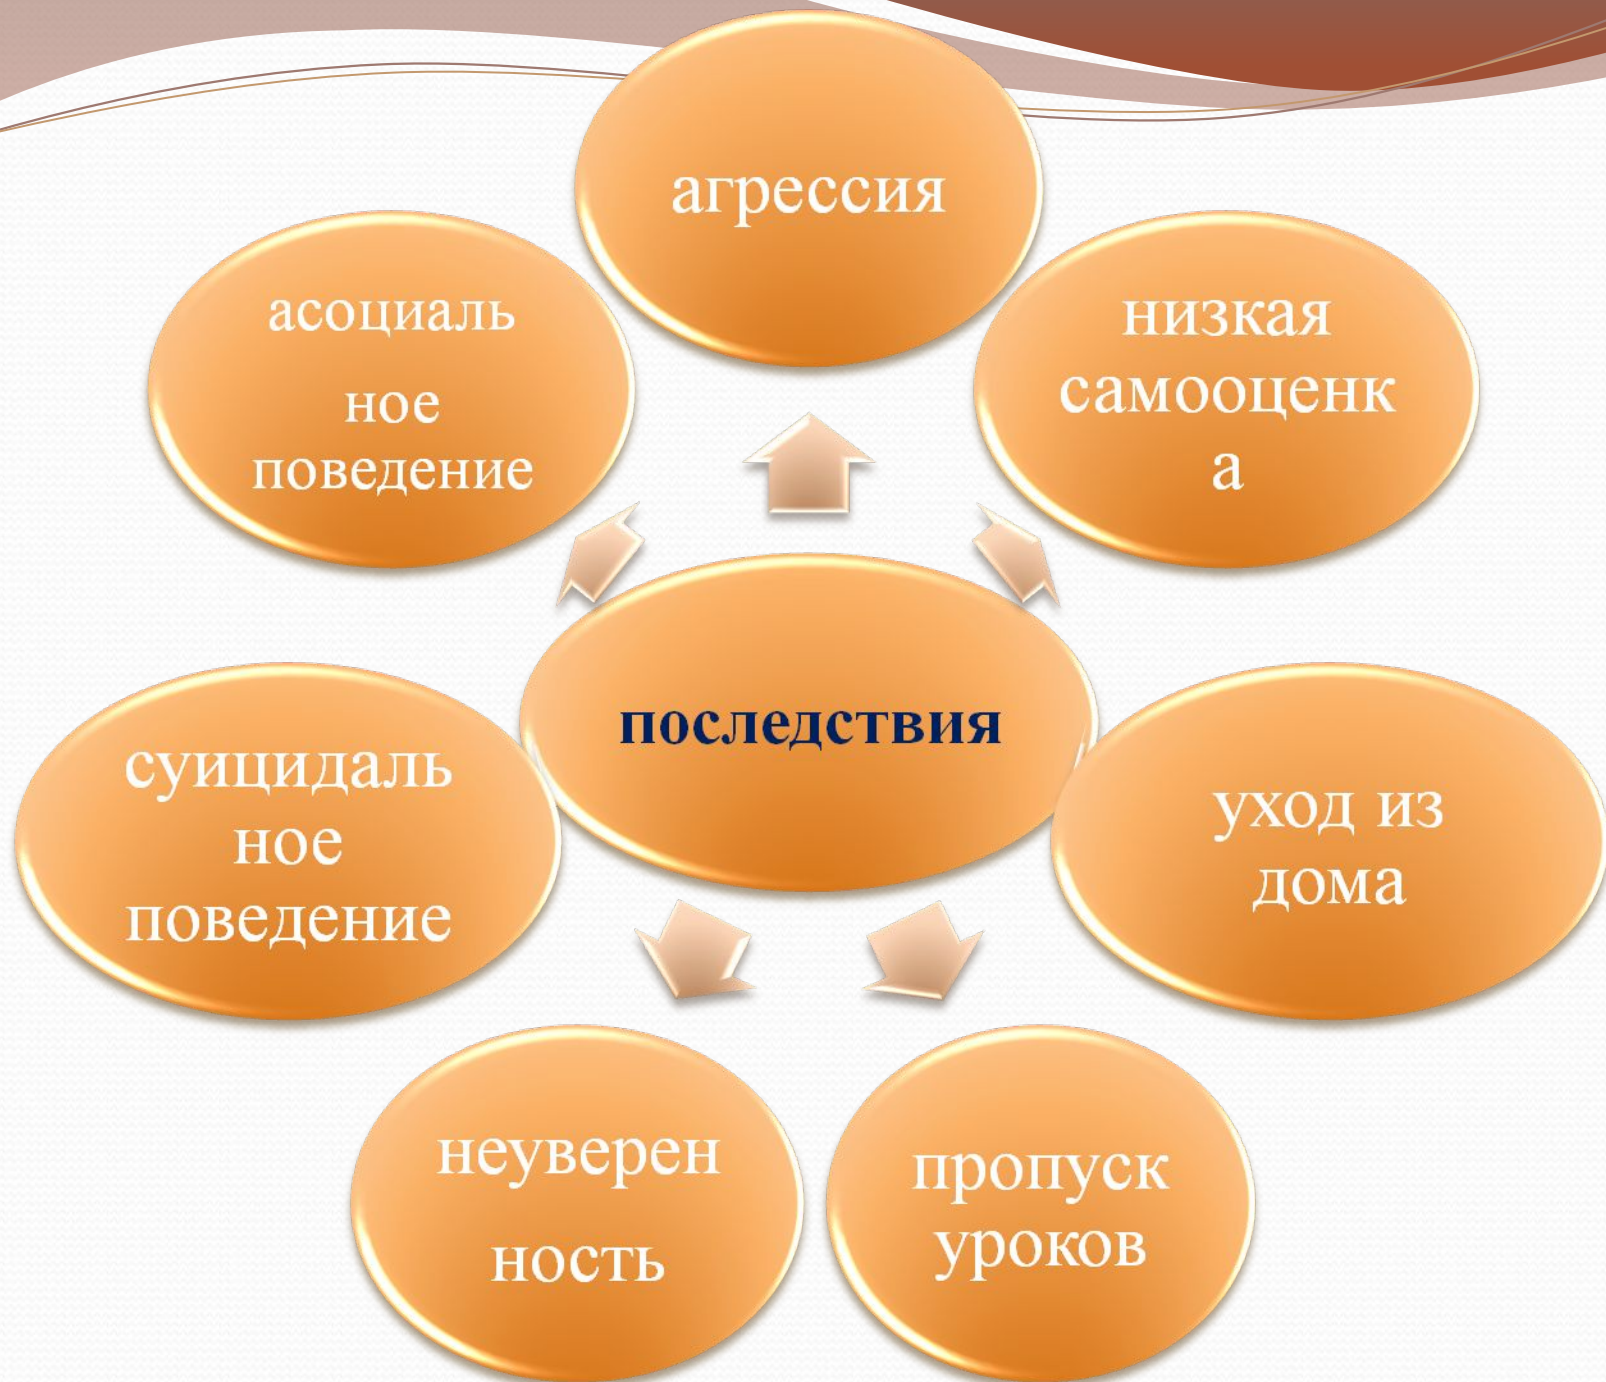 агрессия
асоциаль
ное
поведение
низкая
самооценк
а
последствия
суицидаль
ное
поведение
уход из
дома
неуверен
ность
пропуск
уроков